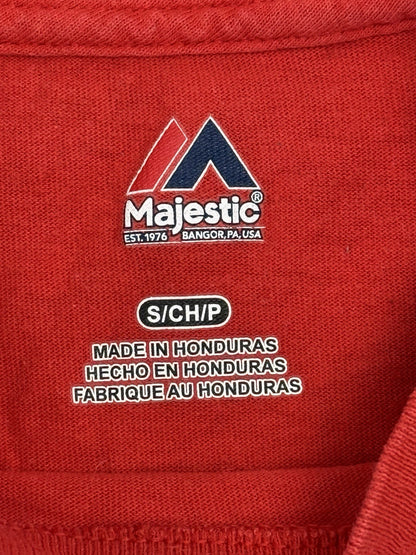 Majestic®
EST. 1976 BANGOR, PA, USA
S/CH/P
MADE IN HONDURAS
HECHO EN HONDURAS
FABRIQUE AU HONDURAS